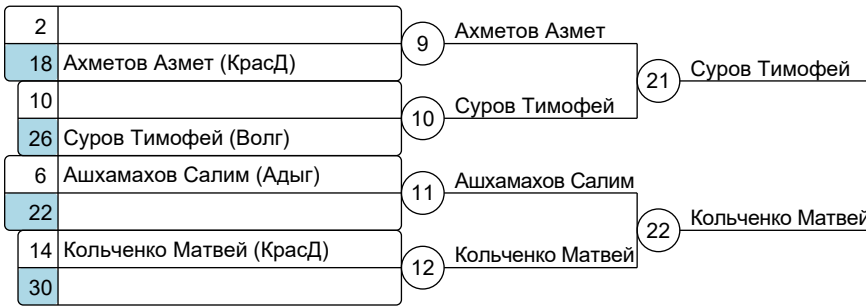 2
9
Ахметов Азмет
18 Ахметов Азмет (КрасД)
21
Суров Тимофей
10
10
Суров Тимофей
26 Суров Тимофей (Волг)
6 Ашхамахов Салим (Адыг)
11
Ашхамахов Салим
22
22
Кольченко Матвей
14 Кольченко Матвей (КрасД)
12
Кольченко Матвей
30